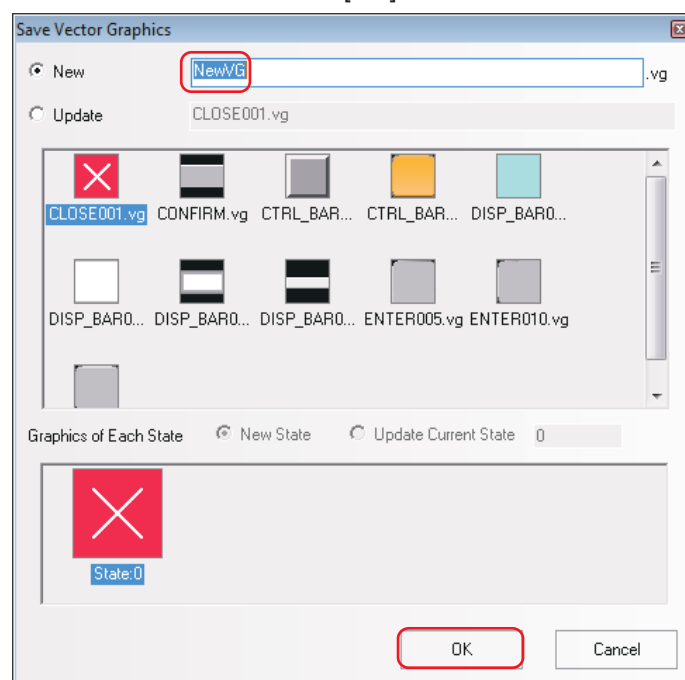 Save Vector Graphics
New NewVG .vg
Update CLOSE001.vg
CLOSE001.vg CONFIRM.vg CTRL_BAR... CTRL_BAR... DISP_BAR0...
DISP_BAR0... DISP_BAR0... DISP_BAR0... ENTER005.vg ENTER010.vg
Graphics of Each State New State Update Current State 0
State:0
OK Cancel